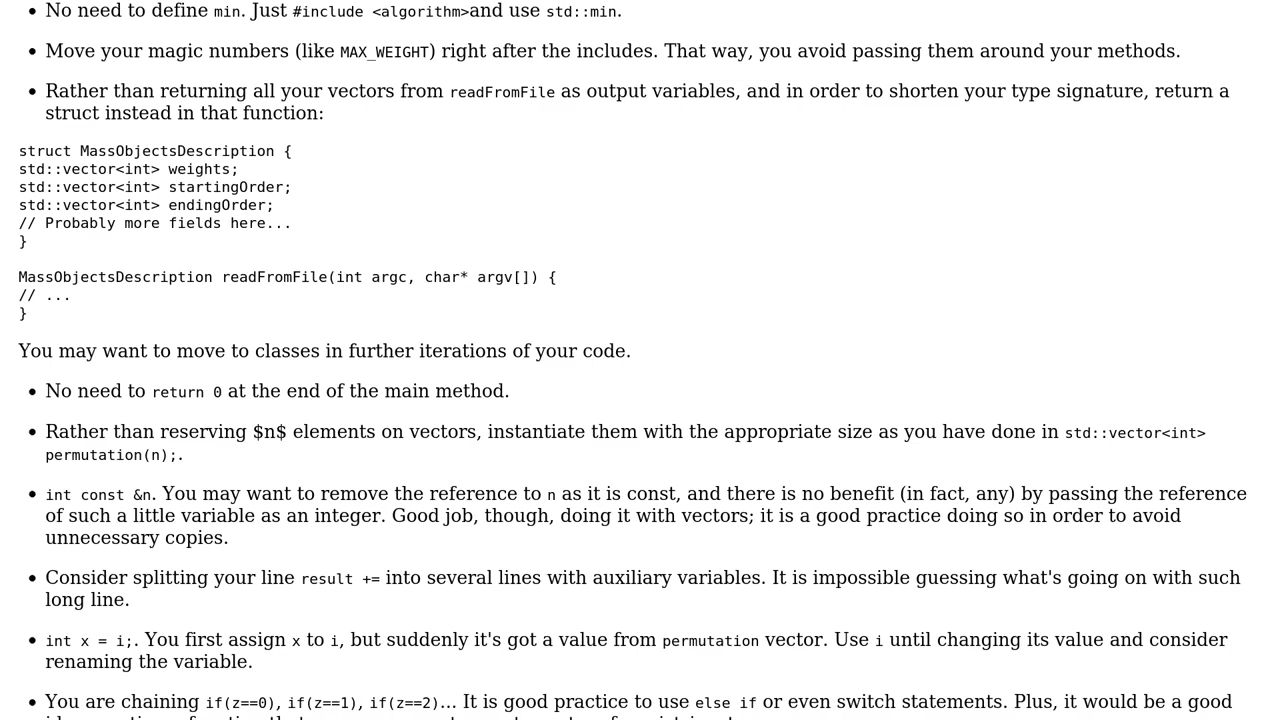 No need to define min. Just #include <algorithm>and use std::min.
Move your magic numbers (like MAX_WEIGHT) right after the includes. That way, you avoid passing them around your methods.
Rather than returning all your vectors from readFromFile as output variables, and in order to shorten your type signature, return a
struct instead in that function:
struct MassObjectsDescription {
std::vector<int> weights;
std::vector<int> startingOrder;
std::vector<int> endingOrder;
// Probably more fields here...
}
MassObjectsDescription readFromFile(int argc, char* argv[]) {
// ...
}
You may want to move to classes in further iterations of your code.
No need to return 0 at the end of the main method.
Rather than reserving $n$ elements on vectors, instantiate them with the appropriate size as you have done in std::vector<int>
permutation(n);.
int const &n. You may want to remove the reference to n as it is const, and there is no benefit (in fact, any) by passing the reference
of such a little variable as an integer. Good job, though, doing it with vectors; it is a good practice doing so in order to avoid
unnecessary copies.
Consider splitting your line result += into several lines with auxiliary variables. It is impossible guessing what's going on with such
long line.
int x = i;. You first assign x to i, but suddenly it's got a value from permutation vector. Use i until changing its value and consider
renaming the variable.
You are chaining if(z==0), if(z==1), if(z==2)... It is good practice to use else if or even switch statements. Plus, it would be a good